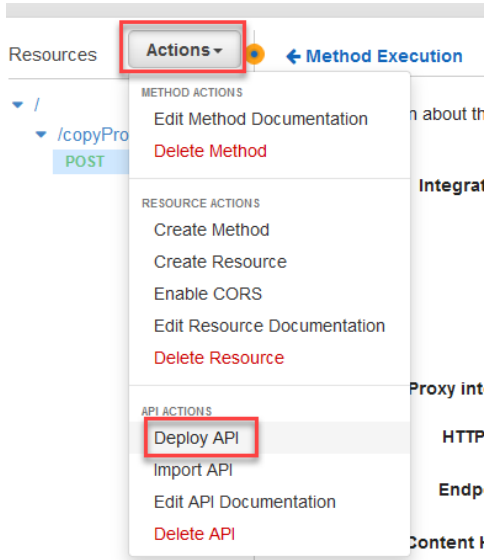 Resources Actions Method Execution
/
METHOD ACTIONS
Edit Method Documentation
n about th
/copyPro
Delete Method
POST
Integrat
RESOURCE ACTIONS
Create Method
Create Resource
Enable CORS
Edit Resource Documentation
Delete Resource
Proxy int
API ACTIONS
Deploy API
HTTP
Import API
Endp
Edit API Documentation
Delete API
Content H